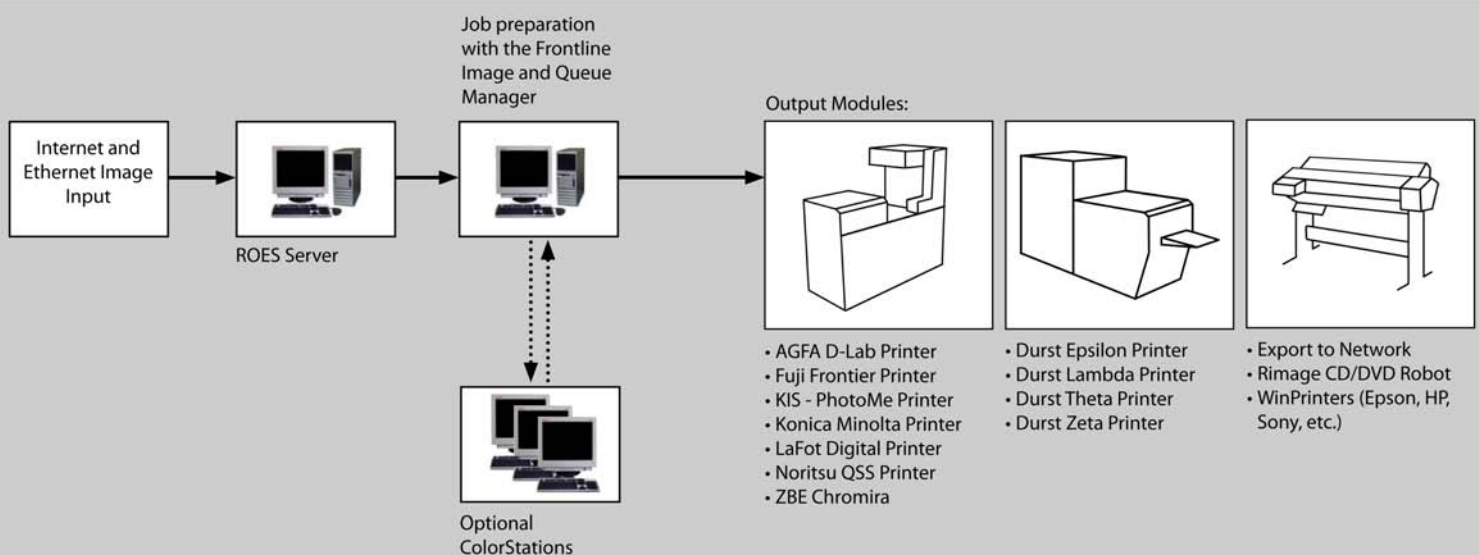 Internet and
Ethernet Image
Input
ROES Server
Job preparation
with the Frontline
Image and Queue
Manager
Optional
ColorStations
Output Modules:
• AGFA D-Lab Printer
• Fuji Frontier Printer
• KIS - PhotoMe Printer
• Konica Minolta Printer
• LaFot Digital Printer
• Noritsu QSS Printer
• ZBE Chromira
• Durst Epsilon Printer
• Durst Lambda Printer
• Durst Theta Printer
• Durst Zeta Printer
• Export to Network
• Rimage CD/DVD Robot
• WinPrinters (Epson, HP,
Sony, etc.)